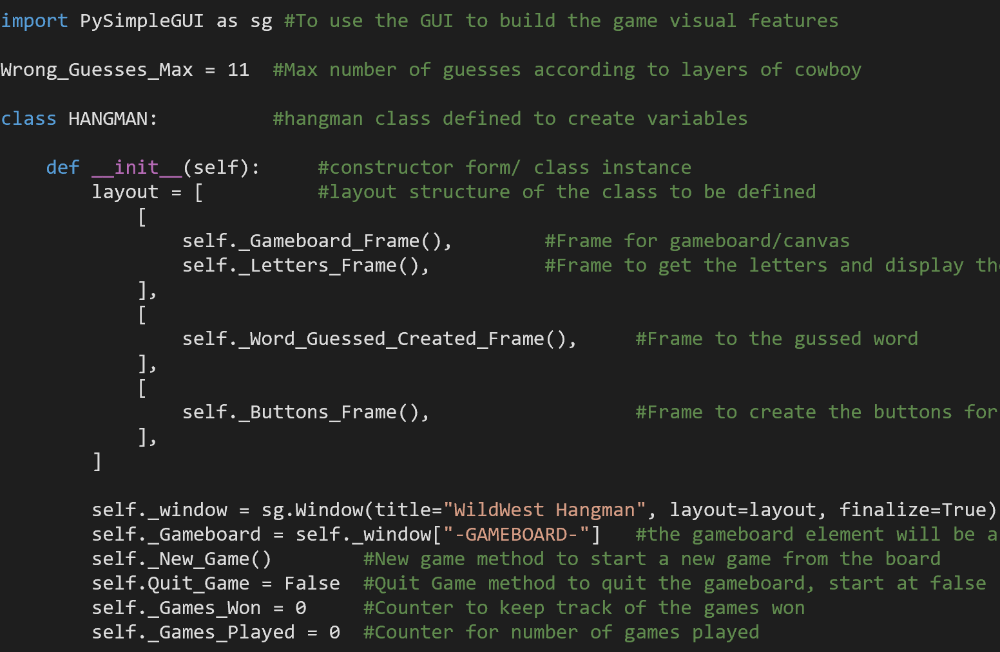 import PySimpleGUI as sg #To use the GUI to build the game visual features
Wrong_Guesses_Max = 11  #Max number of guesses according to layers of cowboy
class HANGMAN:          #hangman class defined to create variables
    def __init__(self):     #constructor form/ class instance
        layout = [          #layout structure of the class to be defined
            [
                self._Gameboard_Frame(),        #Frame for gameboard/canvas
                self._Letters_Frame(),          #Frame to get the letters and display
            ],
            [
                self._Word_Guessed_Created_Frame(),     #Frame to the gussed word
            ],
            [
                self._Buttons_Frame(),                  #Frame to create the buttons for
            ],
        ]
        self._window = sg.Window(title="WildWest Hangman", layout=layout, finalize=True)
        self._Gameboard = self._window["-GAMEBOARD-"]   #the gameboard element will be a
        self._New_Game()        #New game method to start a new game from the board
        self.Quit_Game = False  #Quit Game method to quit the gameboard, start at false
        self._Games_Won = 0     #Counter to keep track of the games won
        self._Games_Played = 0  #Counter for number of games played